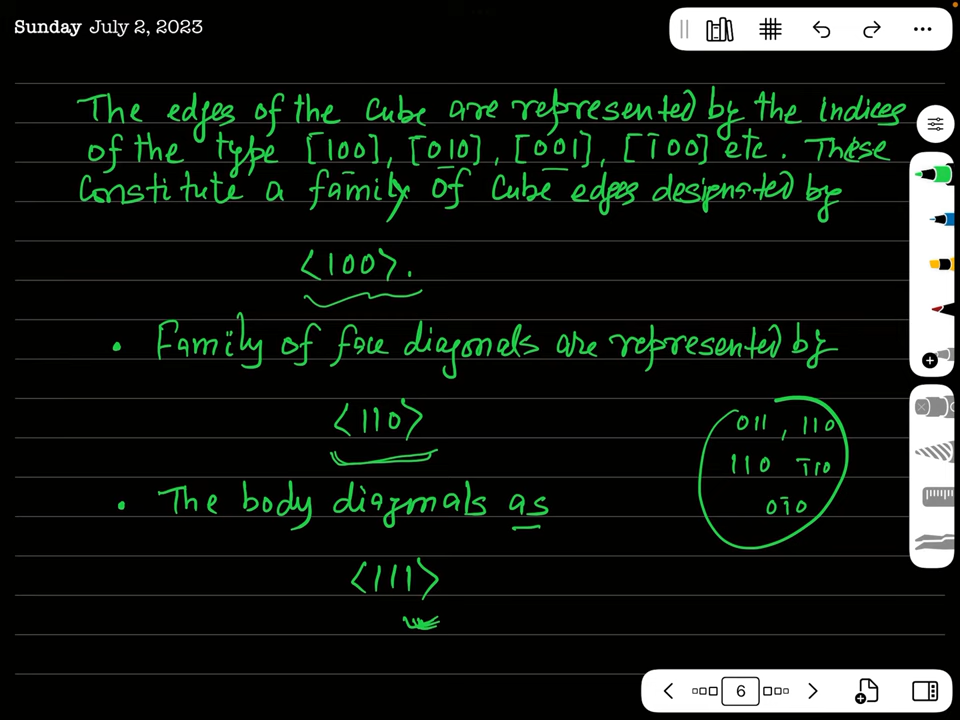 Sunday July 2, 2023
The edges of the cube are represented by the indices
of the type [100], [010], [001], [1̄00] etc. These
constitute a family of cube edges designated by
<100>.
• Family of face diagonals are represented by
<110>
011, 110
110 1̄10
01̄0
• The body diagonals as
<111>
6